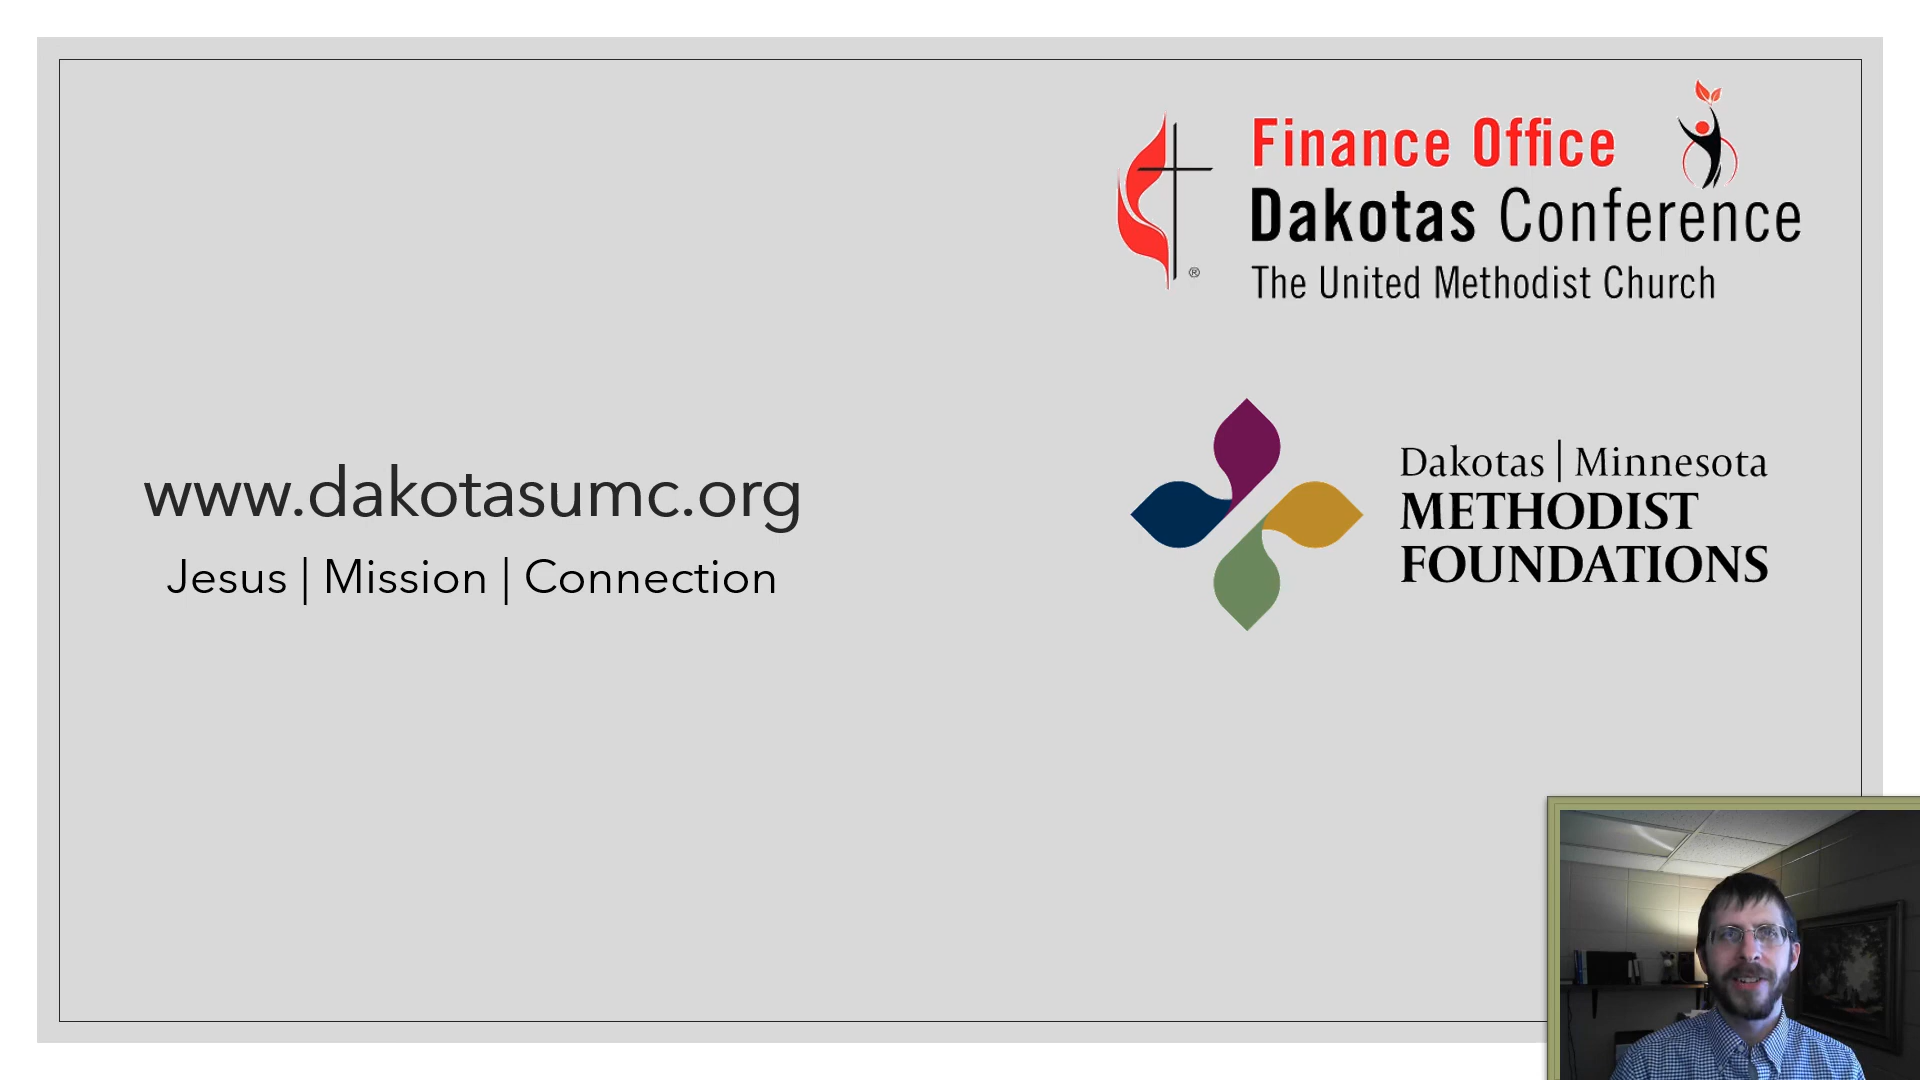 www.dakotasumc.org
Jesus | Mission | Connection
Finance Office
Dakotas Conference
The United Methodist Church
®
Dakotas | Minnesota
METHODIST
FOUNDATIONS